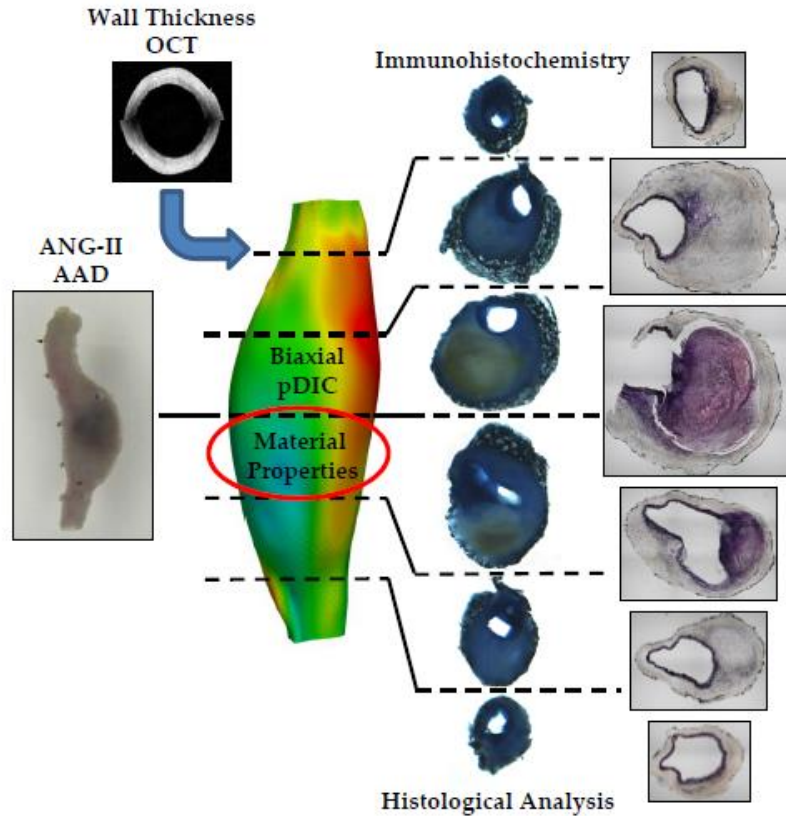 Wall Thickness
OCT
Immunohistochemistry
ANG-II
AAD
Biaxial
pDIC
Material
Properties
Histological Analysis